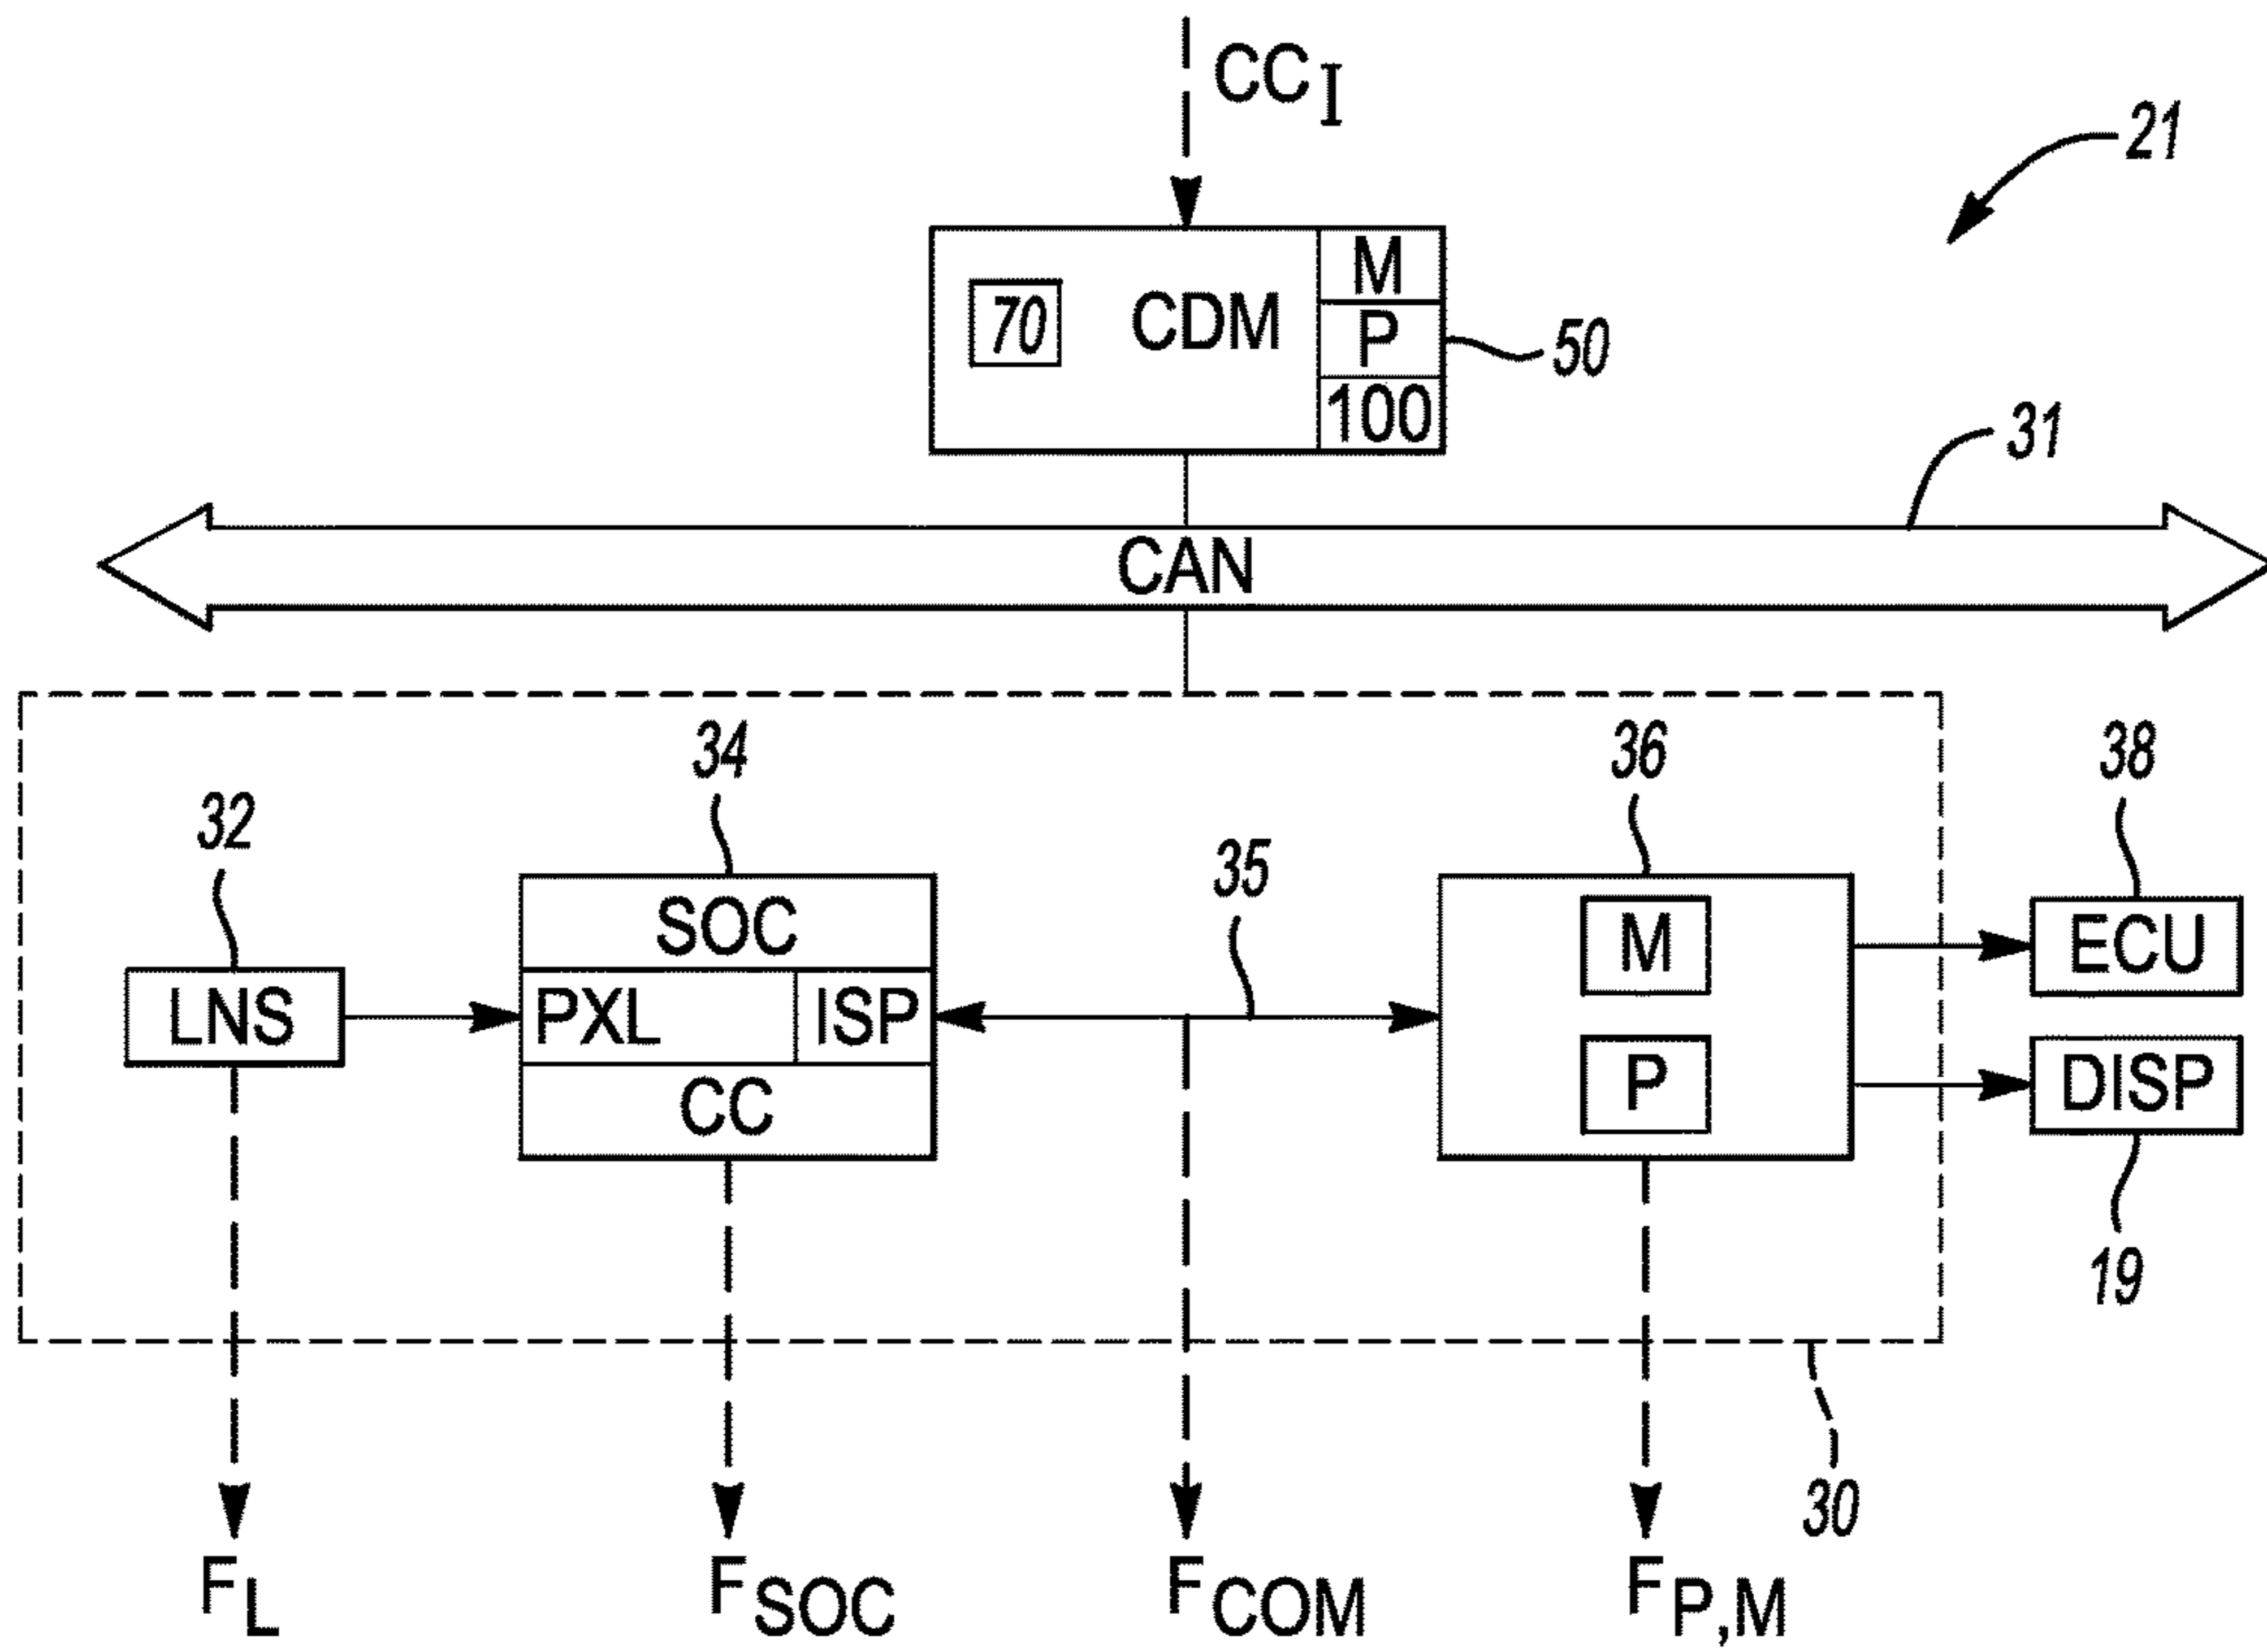 CC_I
21
70 CDM M
P
100
50
31
CAN
34
36
38
32
35
SOC
LNS
PXL ISP
CC
M
P
ECU
DISP
19
30
F_L
F_SOC
F_COM
F_P,M